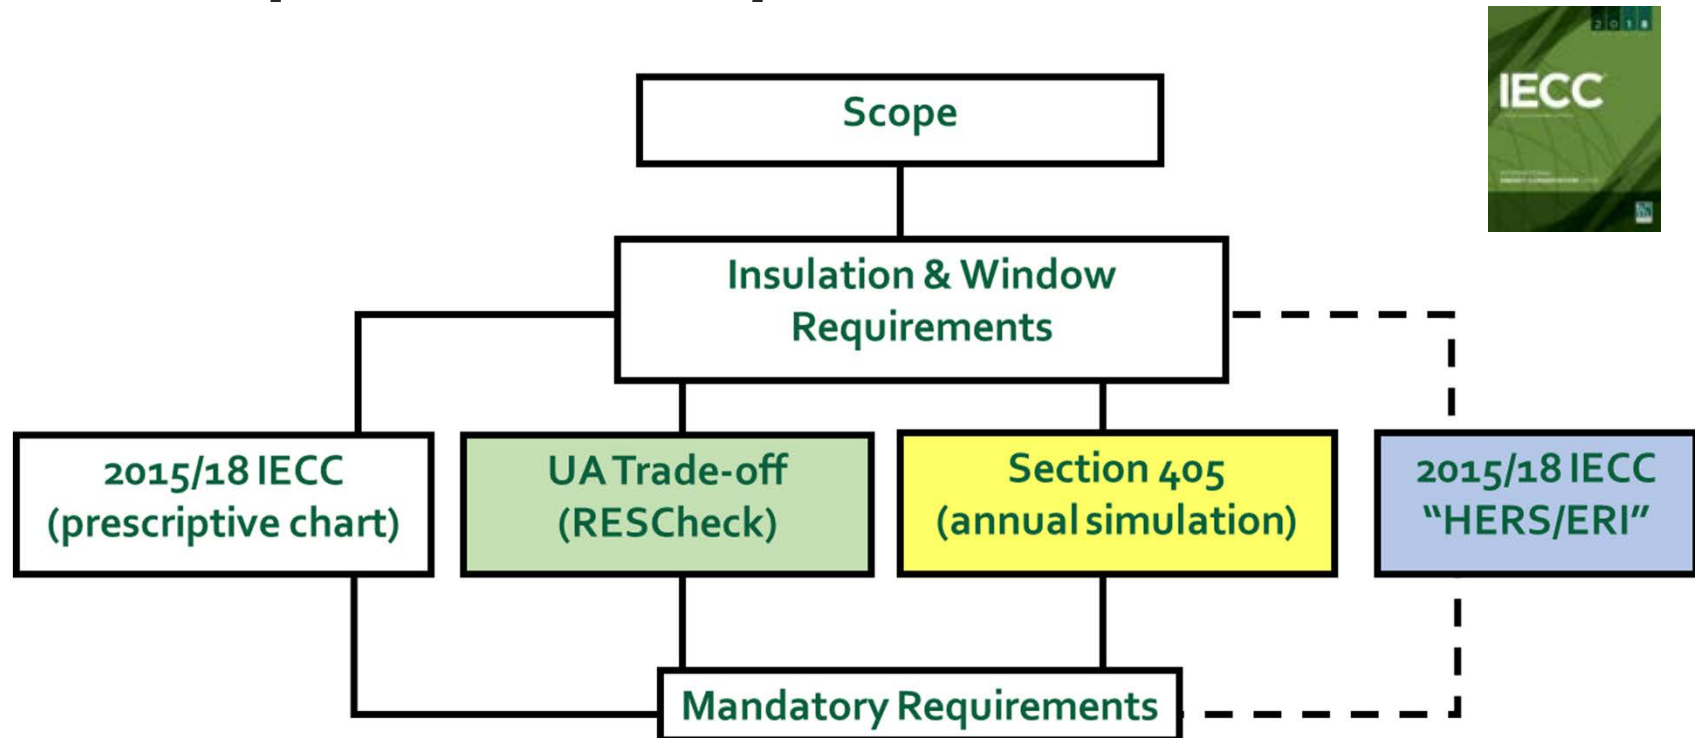 2018
IECC
Scope
Insulation & Window
Requirements
2015/18 IECC
(prescriptive chart)
UA Trade-off
(RESCheck)
Section 405
(annual simulation)
2015/18 IECC
“HERS/ERI”
Mandatory Requirements